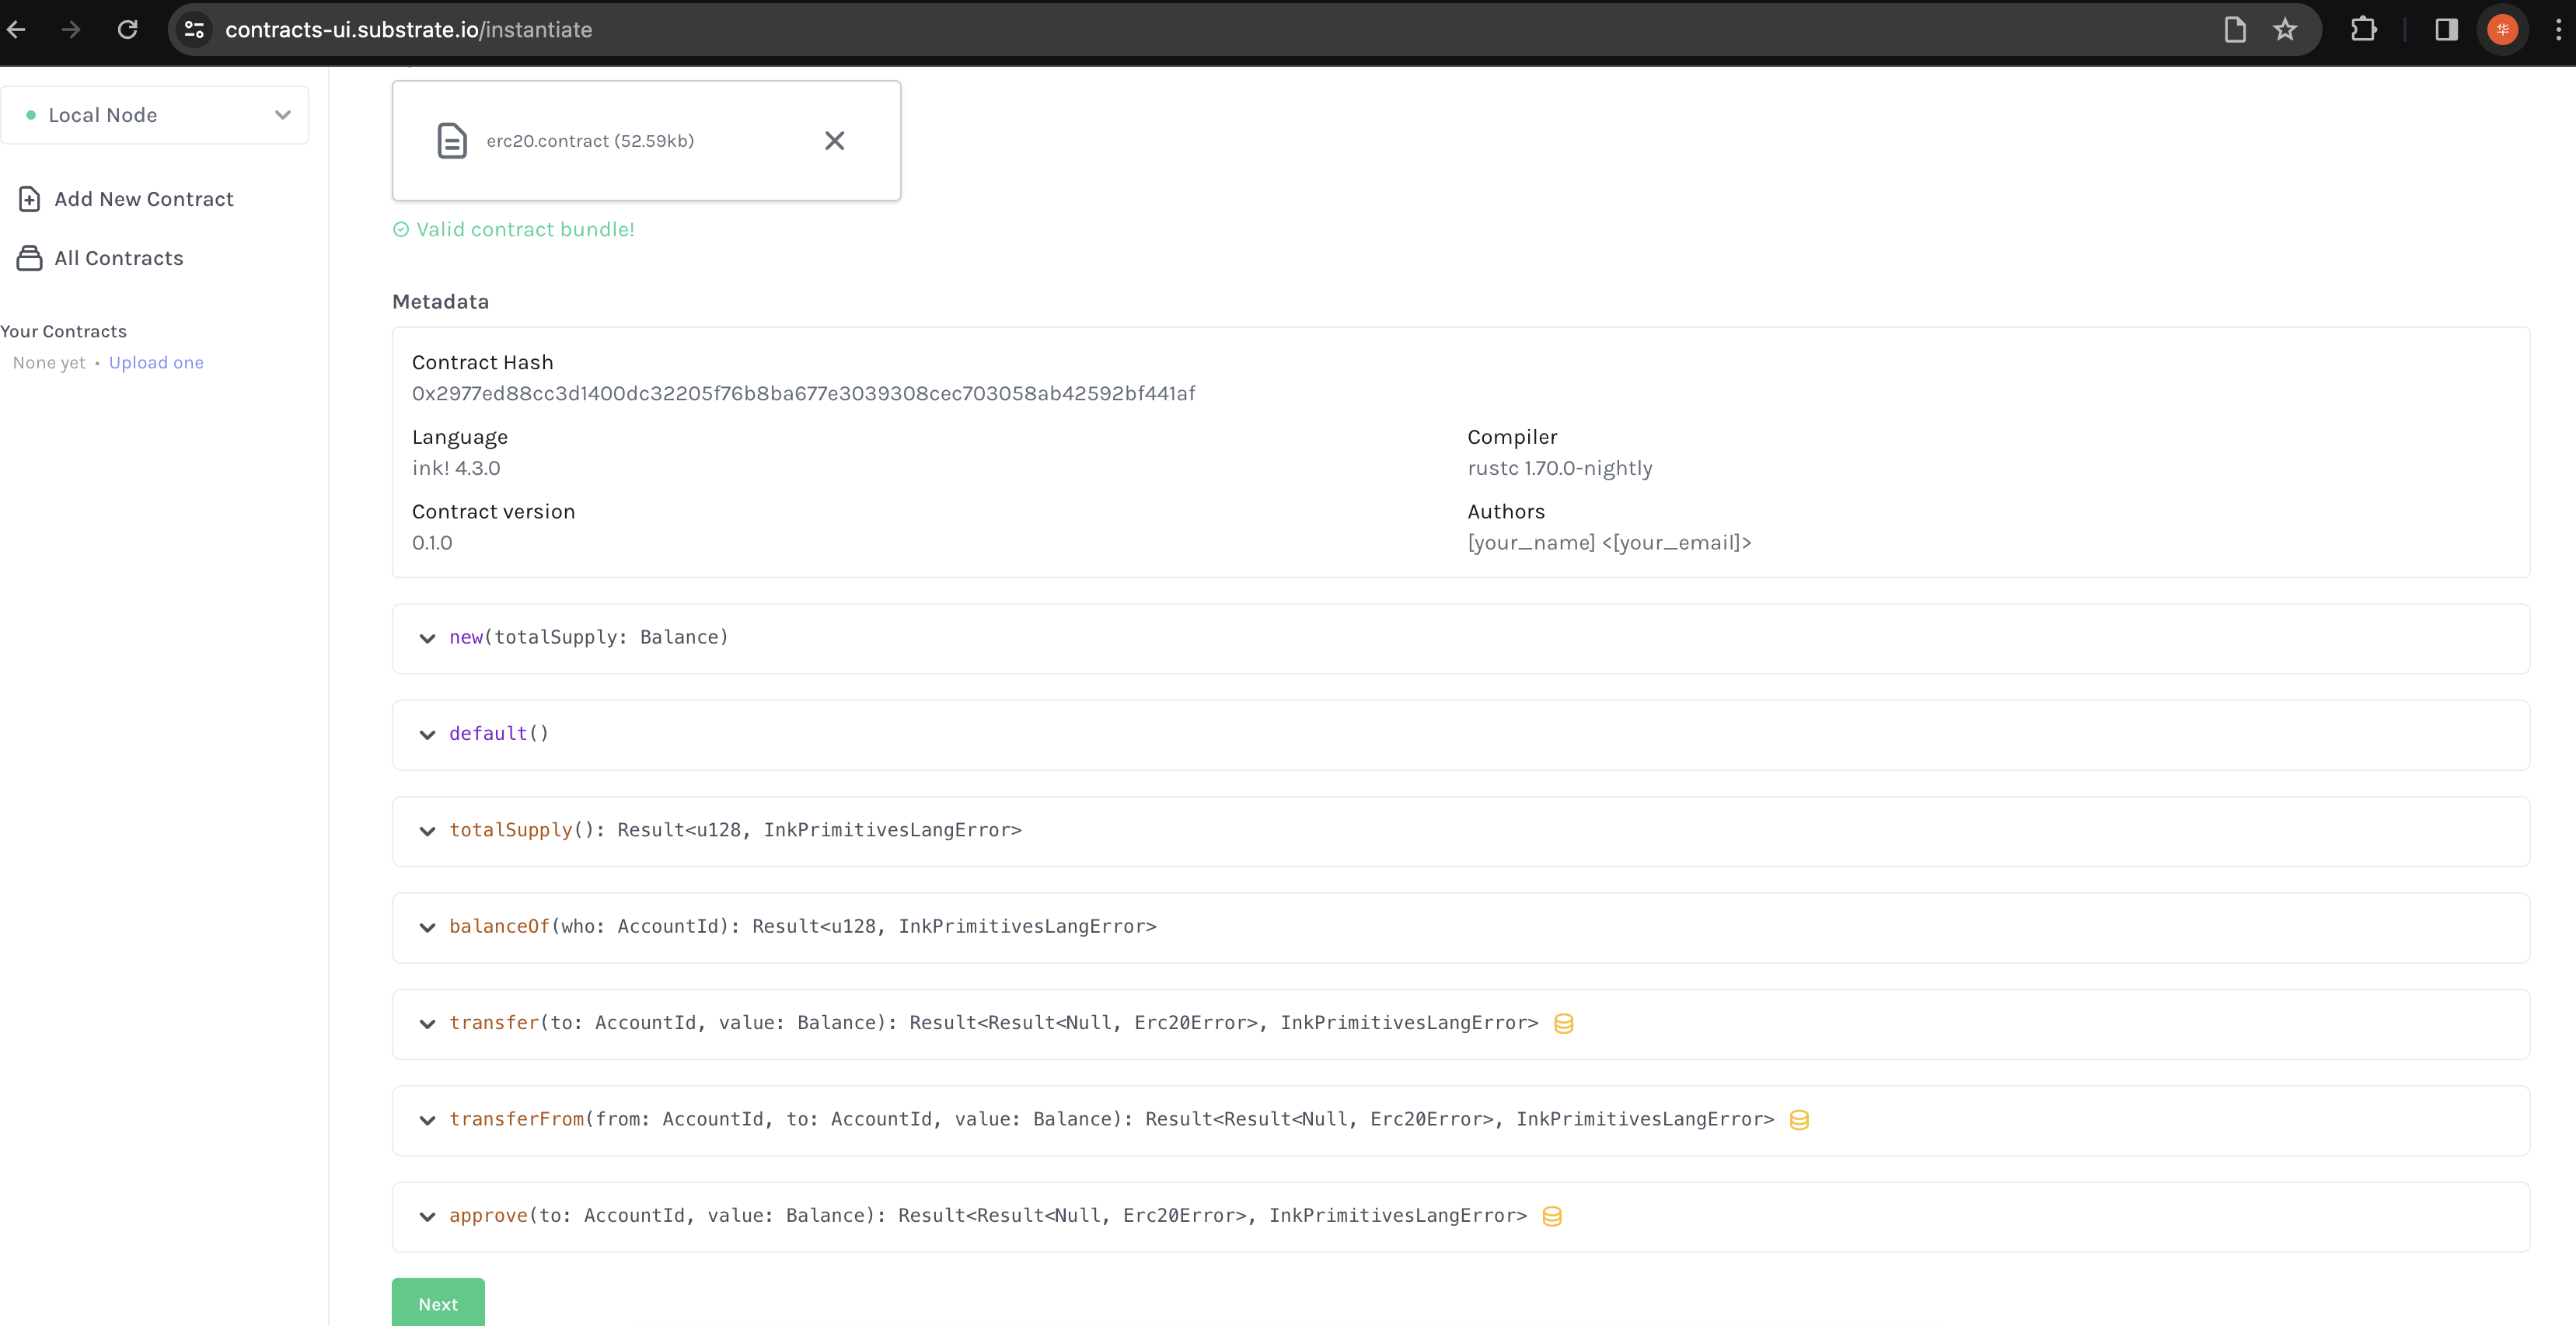 contracts-ui.substrate.io/instantiate
华
Local Node
Add New Contract
All Contracts
Your Contracts
None yet • Upload one
erc20.contract (52.59kb)
Valid contract bundle!
Metadata
Contract Hash
0x2977ed88cc3d1400dc32205f76b8ba677e3039308cec703058ab42592bf441af
Language
ink! 4.3.0
Compiler
rustc 1.70.0-nightly
Contract version
0.1.0
Authors
[your_name] <[your_email]>
new(totalSupply: Balance)
default()
totalSupply(): Result<u128, InkPrimitivesLangError>
balanceOf(who: AccountId): Result<u128, InkPrimitivesLangError>
transfer(to: AccountId, value: Balance): Result<Result<Null, Erc20Error>, InkPrimitivesLangError>
transferFrom(from: AccountId, to: AccountId, value: Balance): Result<Result<Null, Erc20Error>, InkPrimitivesLangError>
approve(to: AccountId, value: Balance): Result<Result<Null, Erc20Error>, InkPrimitivesLangError>
Next